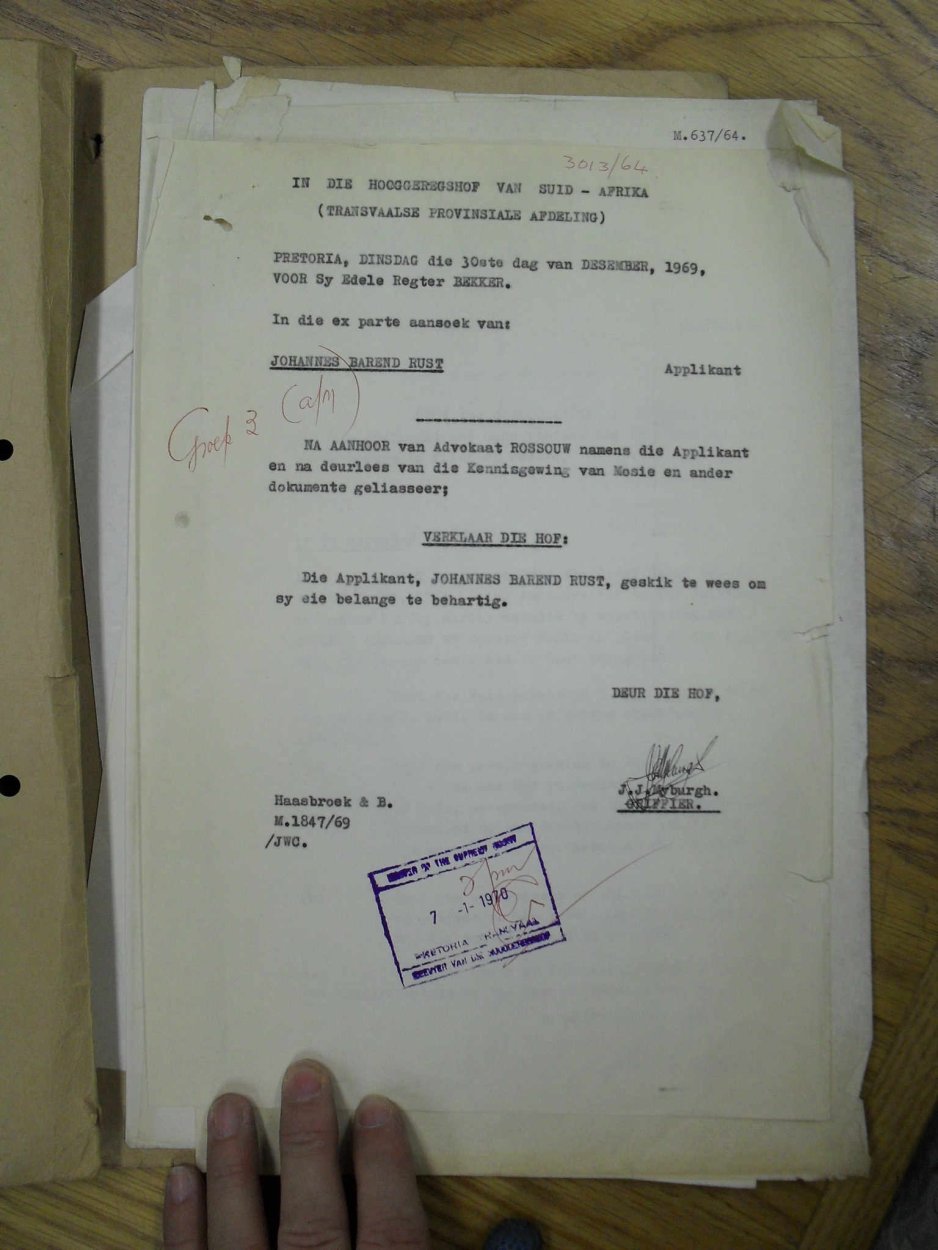 M.637/64.
3013/64
IN DIE HOOGGEREGSHOF VAN SUID - AFRIKA
(TRANSVAALSE PROVINSIALE AFDELING)
PRETORIA, DINSDAG die 30ste dag van DESEMBER, 1969,
VOOR Sy Edele Regter BEKKER.
In die ex parte aansoek van:
JOHANNES BAREND RUST
Applikant
Groep 3 (a/m)
NA AANHOOR van Advokaat ROSSOUW namens die Applikant
en na deurlees van die Kennisgewing van Mosie en ander
dokumente geliasseer;
VERKLAAR DIE HOF:
Die Applikant, JOHANNES BAREND RUST, geskik te wees om
sy eie belange te behartig.
DEUR DIE HOF,
J.J.Myburgh.
GRIFFIER.
Haasbroek & B.
M.1847/69
/JWC.
7 -1- 1970
PRETORIA TRANSVAAL